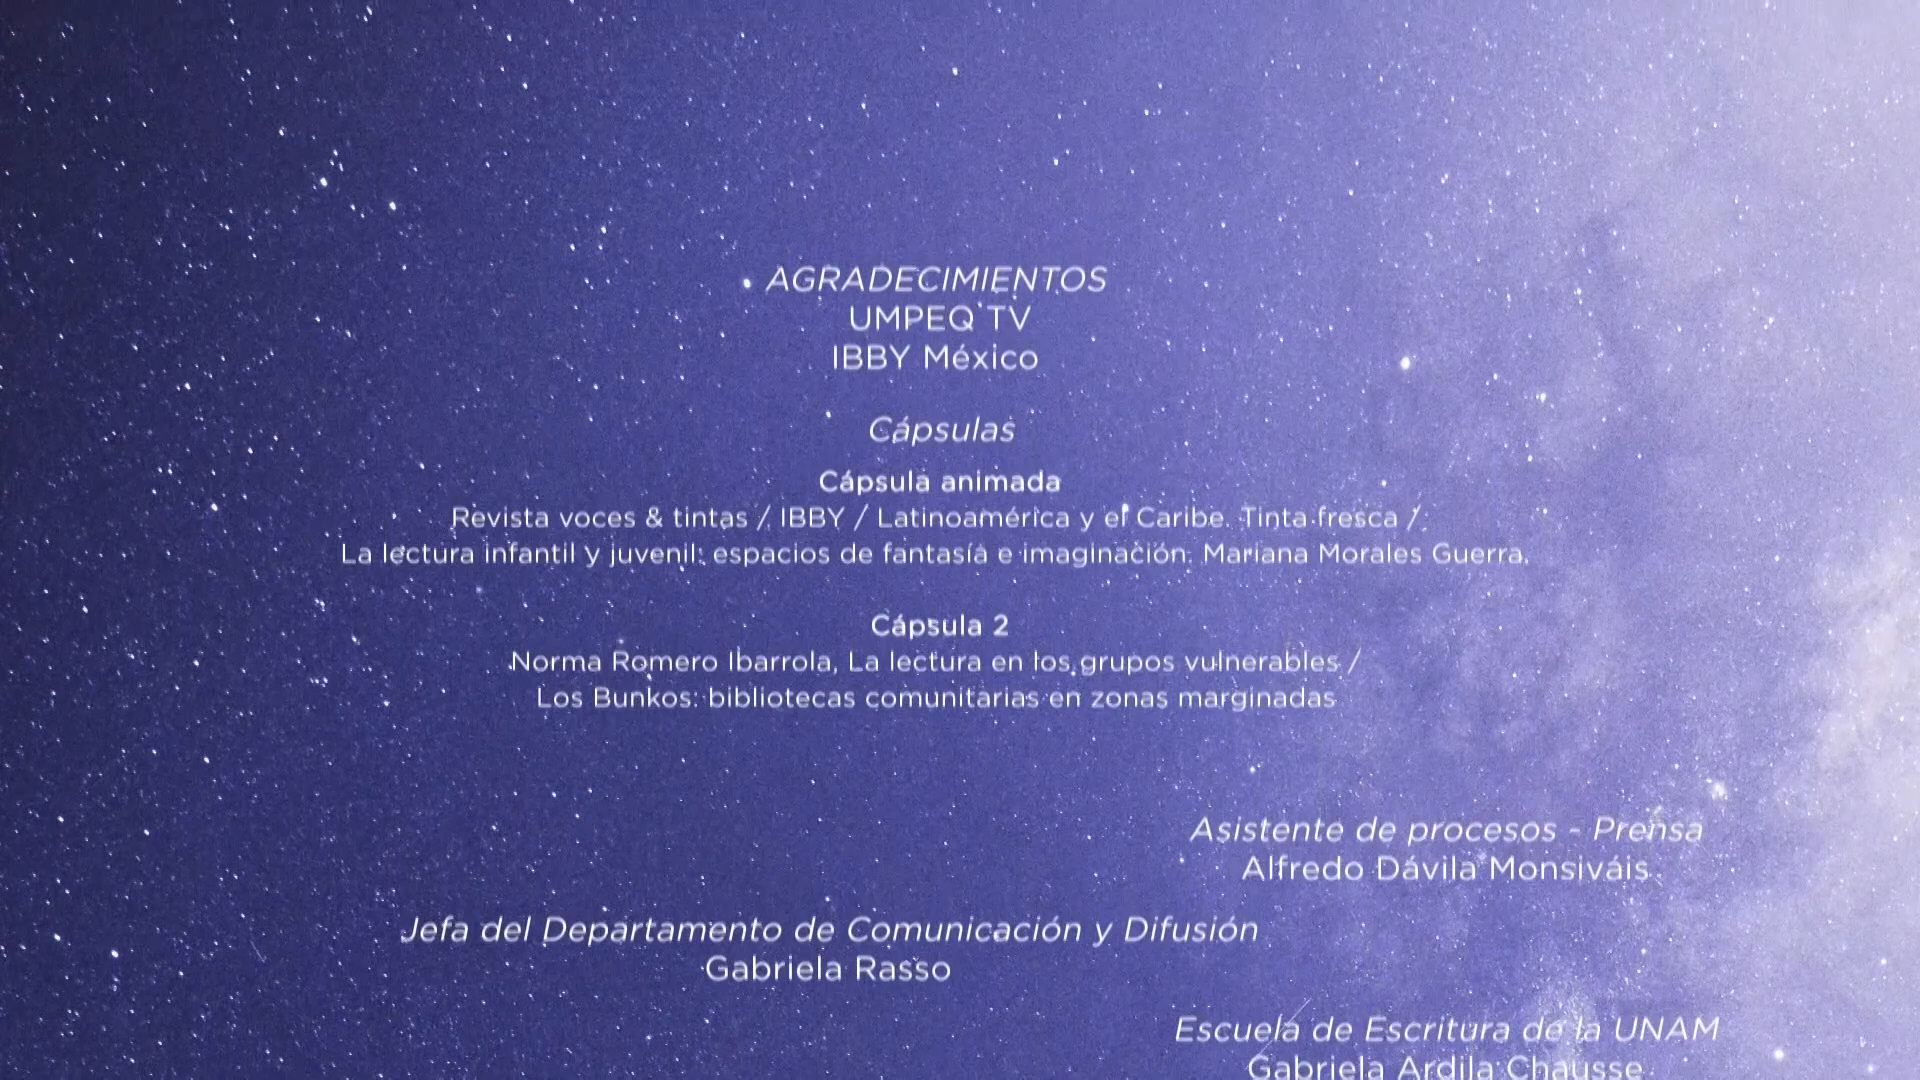 AGRADECIMIENTOS
UMPEQ TV
IBBY México
Cápsulas
Cápsula animada
Revista voces & tintas / IBBY / Latinoamérica y el Caribe. Tinta fresca /
La lectura infantil y juvenil: espacios de fantasía e imaginación. Mariana Morales Guerra.
Cápsula 2
Norma Romero Ibarrola, La lectura en los grupos vulnerables /
Los Bunkos: bibliotecas comunitarias en zonas marginadas
Asistente de procesos - Prensa
Alfredo Dávila Monsiváis
Jefa del Departamento de Comunicación y Difusión
Gabriela Rasso
Escuela de Escritura de la UNAM
Gabriela Ardila Chausse